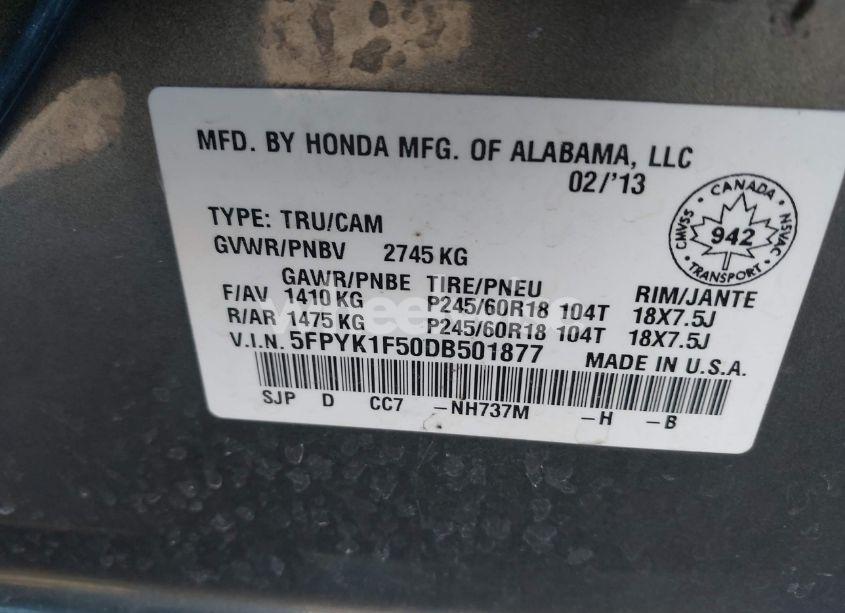 MFD. BY HONDA MFG. OF ALABAMA, LLC
02/'13
TYPE: TRU/CAM
GVWR/PNBV 2745 KG
GAWR/PNBE TIRE/PNEU RIM/JANTE
F/AV 1410 KG P245/60R18 104T 18X7.5J
R/AR 1475 KG P245/60R18 104T 18X7.5J
V.I.N. 5FPYK1F50DB501877 MADE IN U.S.A.
SJP D CC7 -NH737M -H -B
CANADA
CMVSS 942 NSVAC
TRANSPORT